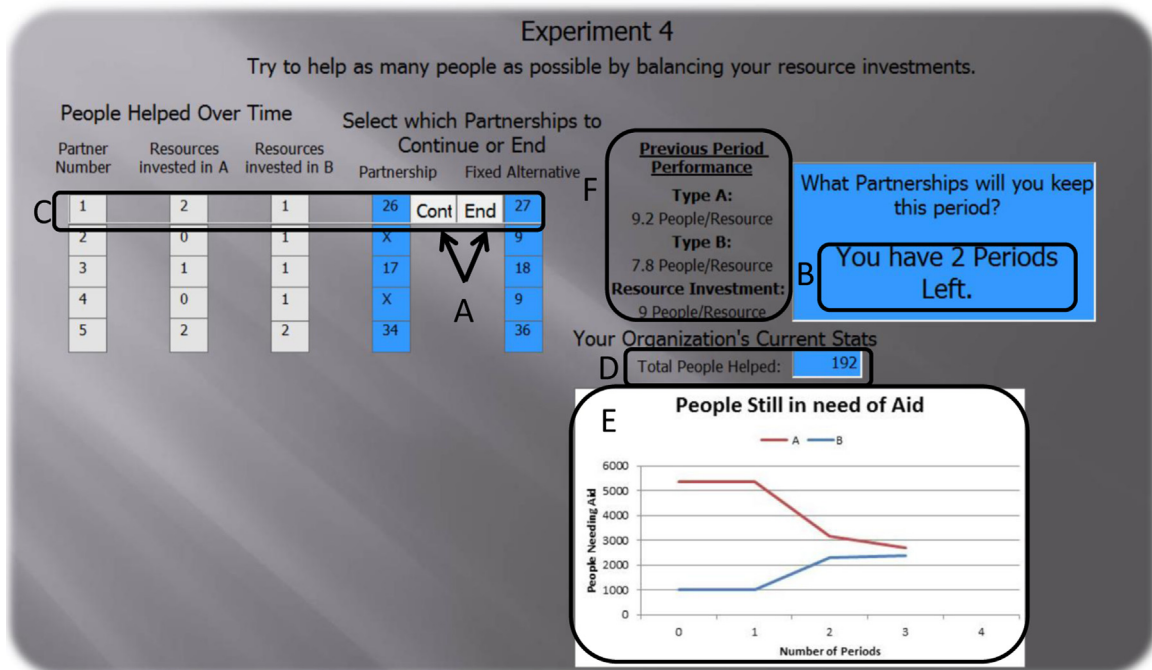 Experiment 4
Try to help as many people as possible by balancing your resource investments.
People Helped Over Time
Select which Partnerships to
Continue or End
Partner
Number
Resources
invested in A
Resources
invested in B
Partnership
Fixed Alternative
C
1 2 1 26 Cont End 27
2 0 1 X 9
3 1 1 17 18
4 0 1 X 9
5 2 2 34 36
A
F
Previous Period
Performance
Type A:
9.2 People/Resource
Type B:
7.8 People/Resource
Resource Investment:
9 People/Resource
What Partnerships will you keep
this period?
B
You have 2 Periods
Left.
Your Organization's Current Stats
D
Total People Helped: 192
E
People Still in need of Aid
A B
People Needing Aid
6000
5000
4000
3000
2000
1000
0
0 1 2 3 4
Number of Periods